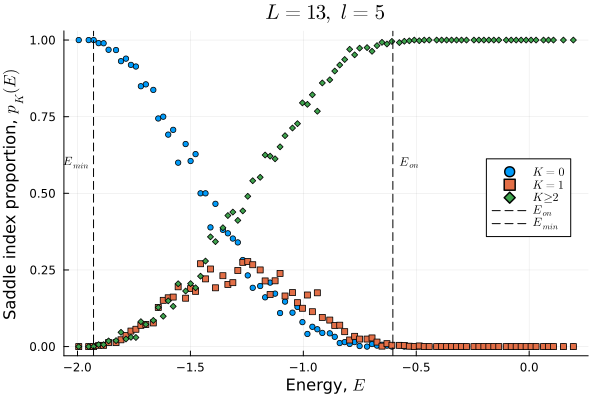 L = 13, l = 5
Saddle index proportion, p_K(E)
1.00
0.75
0.50
0.25
0.00
E_min
E_on
K = 0
K = 1
K≥2
E_on
E_min
−2.0 −1.5 −1.0 −0.5 0.0
Energy, E